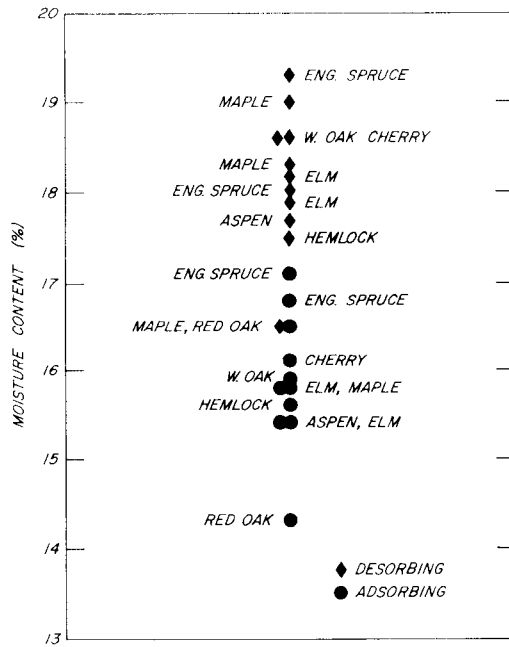 20
ENG. SPRUCE
19
MAPLE
W. OAK CHERRY
MAPLE
ELM
18
ENG. SPRUCE
ELM
ASPEN
HEMLOCK
17
ENG. SPRUCE
ENG. SPRUCE
MAPLE, RED OAK
CHERRY
16
W. OAK
ELM, MAPLE
HEMLOCK
ASPEN, ELM
15
RED OAK
14
DESORBING
ADSORBING
13
MOISTURE CONTENT (%)